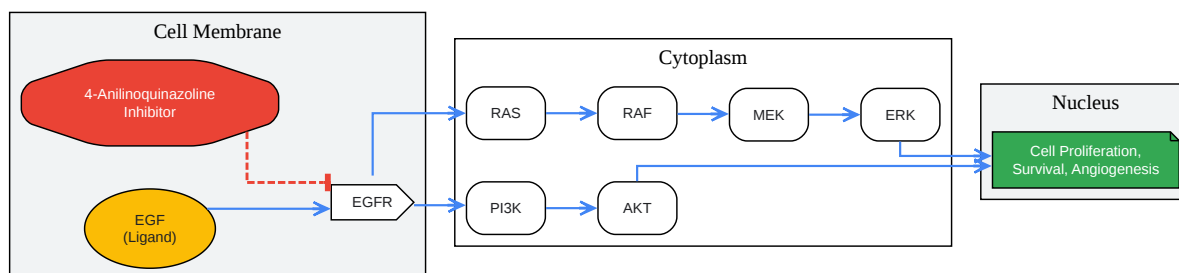 Cell Membrane
4-Anilinoquinazoline
Inhibitor
EGF
(Ligand)
EGFR
Cytoplasm
RAS
RAF
MEK
ERK
PI3K
AKT
Nucleus
Cell Proliferation,
Survival, Angiogenesis